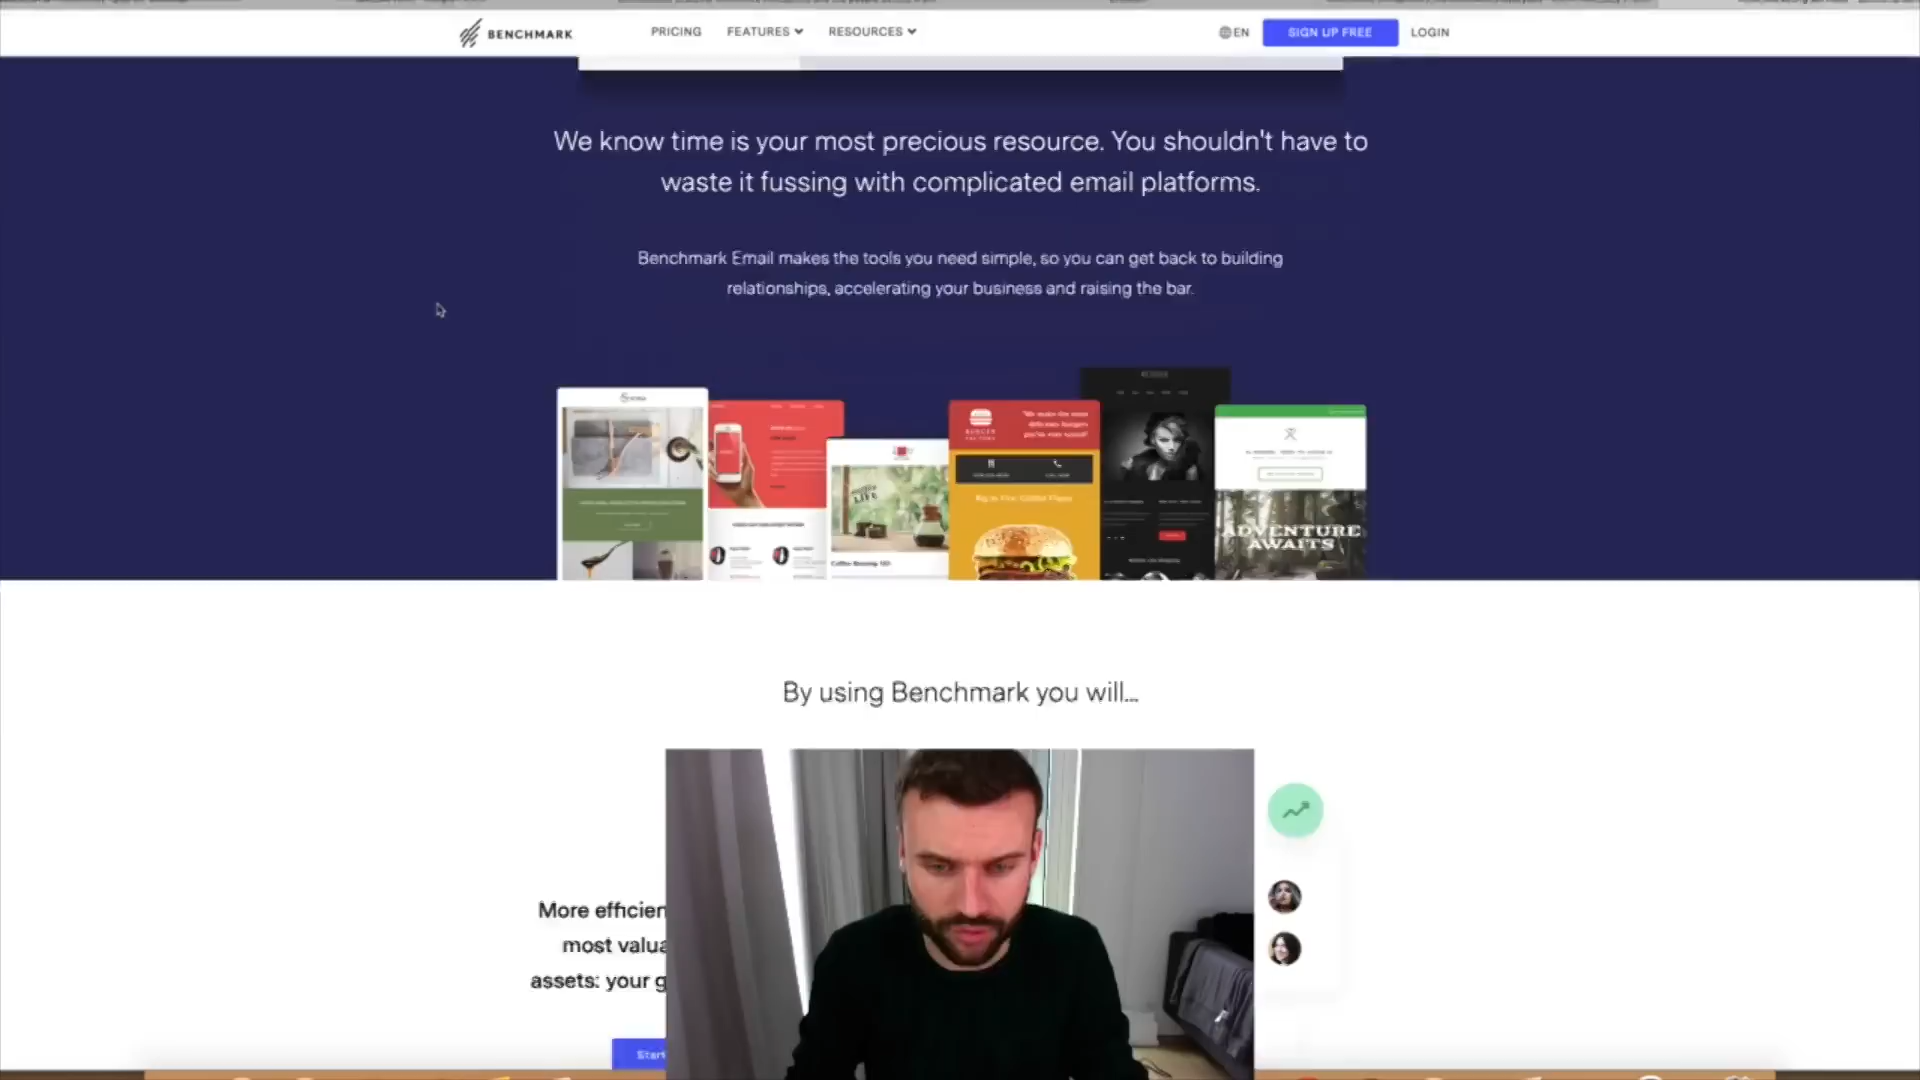 BENCHMARK
PRICING
FEATURES
RESOURCES
EN
SIGN UP FREE
LOGIN
We know time is your most precious resource. You shouldn't have to
waste it fussing with complicated email platforms.
Benchmark Email makes the tools you need simple, so you can get back to building
relationships, accelerating your business and raising the bar.
ADVENTURE
AWAITS
By using Benchmark you will...
More efficien
most valua
assets: your g
Start